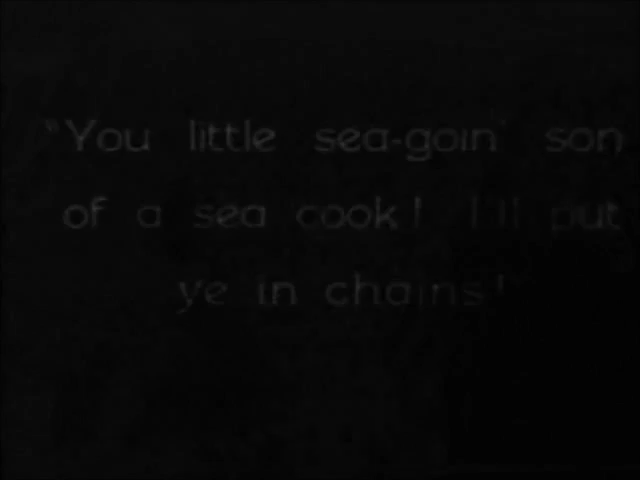 "You little sea-goin' son
of a sea cook! I'll put
ye in chains!"